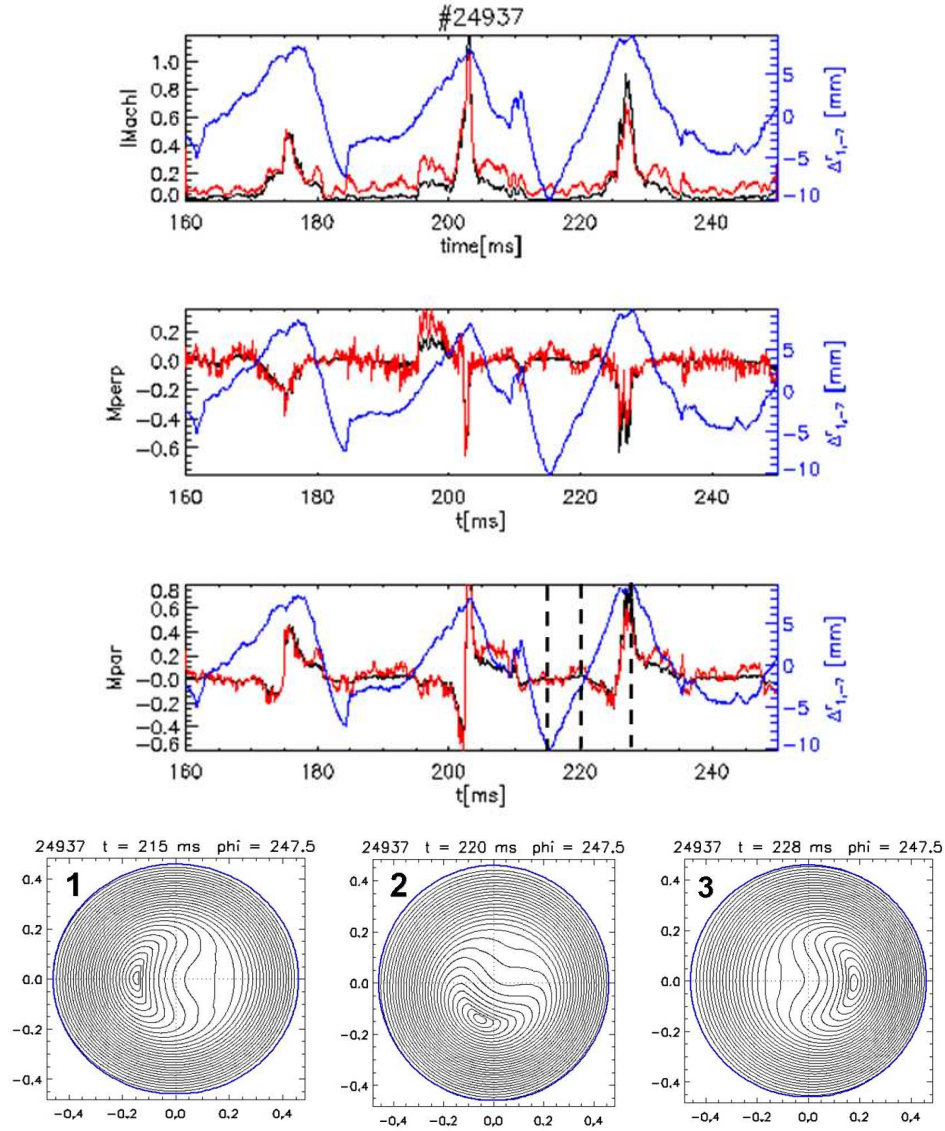 #24937
|Mach|
1.0
0.8
0.6
0.4
0.2
0.0
5
0
-5
-10
Δʳ₁,₋₇ [mm]
160 180 200 220 240
time[ms]
Mperp
0.2
0.0
-0.2
-0.4
-0.6
5
0
-5
-10
Δʳ₁,₋₇ [mm]
160 180 200 220 240
t[ms]
Mpar
0.8
0.6
0.4
0.2
-0.0
-0.2
-0.4
-0.6
5
0
-5
-10
Δʳ₁,₋₇ [mm]
160 180 200 220 240
t[ms]
24937 t = 215 ms phi = 247.5
1
0.4
0.2
0.0
-0.2
-0.4
-0.4 -0.2 0.0 0.2 0.4
24937 t = 220 ms phi = 247.5
2
0.4
0.2
0.0
-0.2
-0.4
-0.4 -0.2 0.0 0.2 0.4
24937 t = 228 ms phi = 247.5
3
0.4
0.2
0.0
-0.2
-0.4
-0.4 -0.2 0.0 0.2 0.4